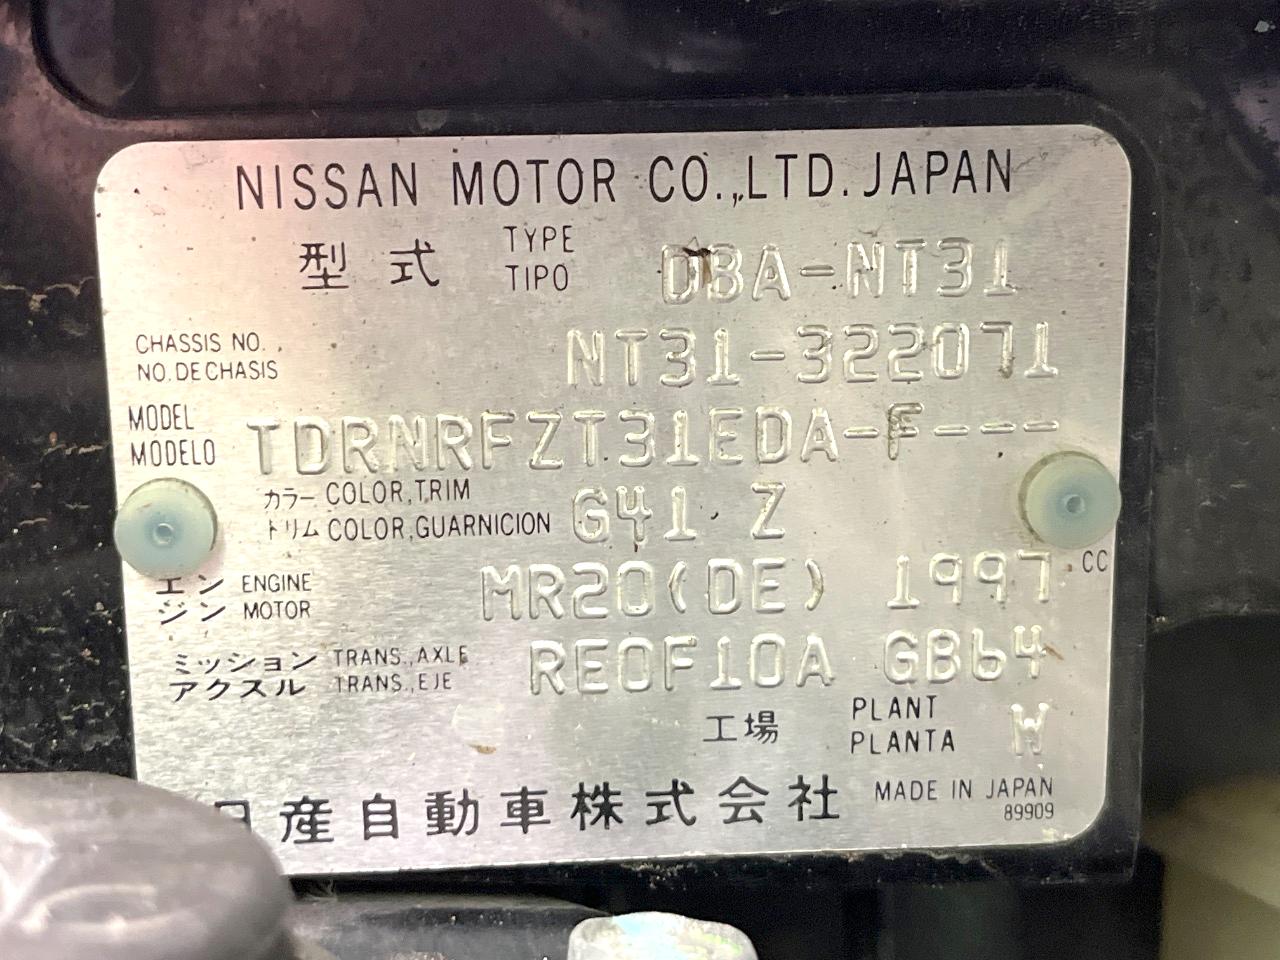 NISSAN MOTOR CO.,LTD. JAPAN
型式 TYPE TIPO DBA-NT31
CHASSIS NO. NO. DE CHASIS NT31-322071
MODEL MODELO TDRNRFZT31EDA-F---
カラー COLOR,TRIM
トリム COLOR,GUARNICION G41 Z
エンジン ENGINE MOTOR MR20(DE) 1997 CC
ミッション TRANS.,AXLE
アクスル TRANS.,EJE RE0F10A GB64
工場 PLANT PLANTA W
日産自動車株式会社 MADE IN JAPAN
89909